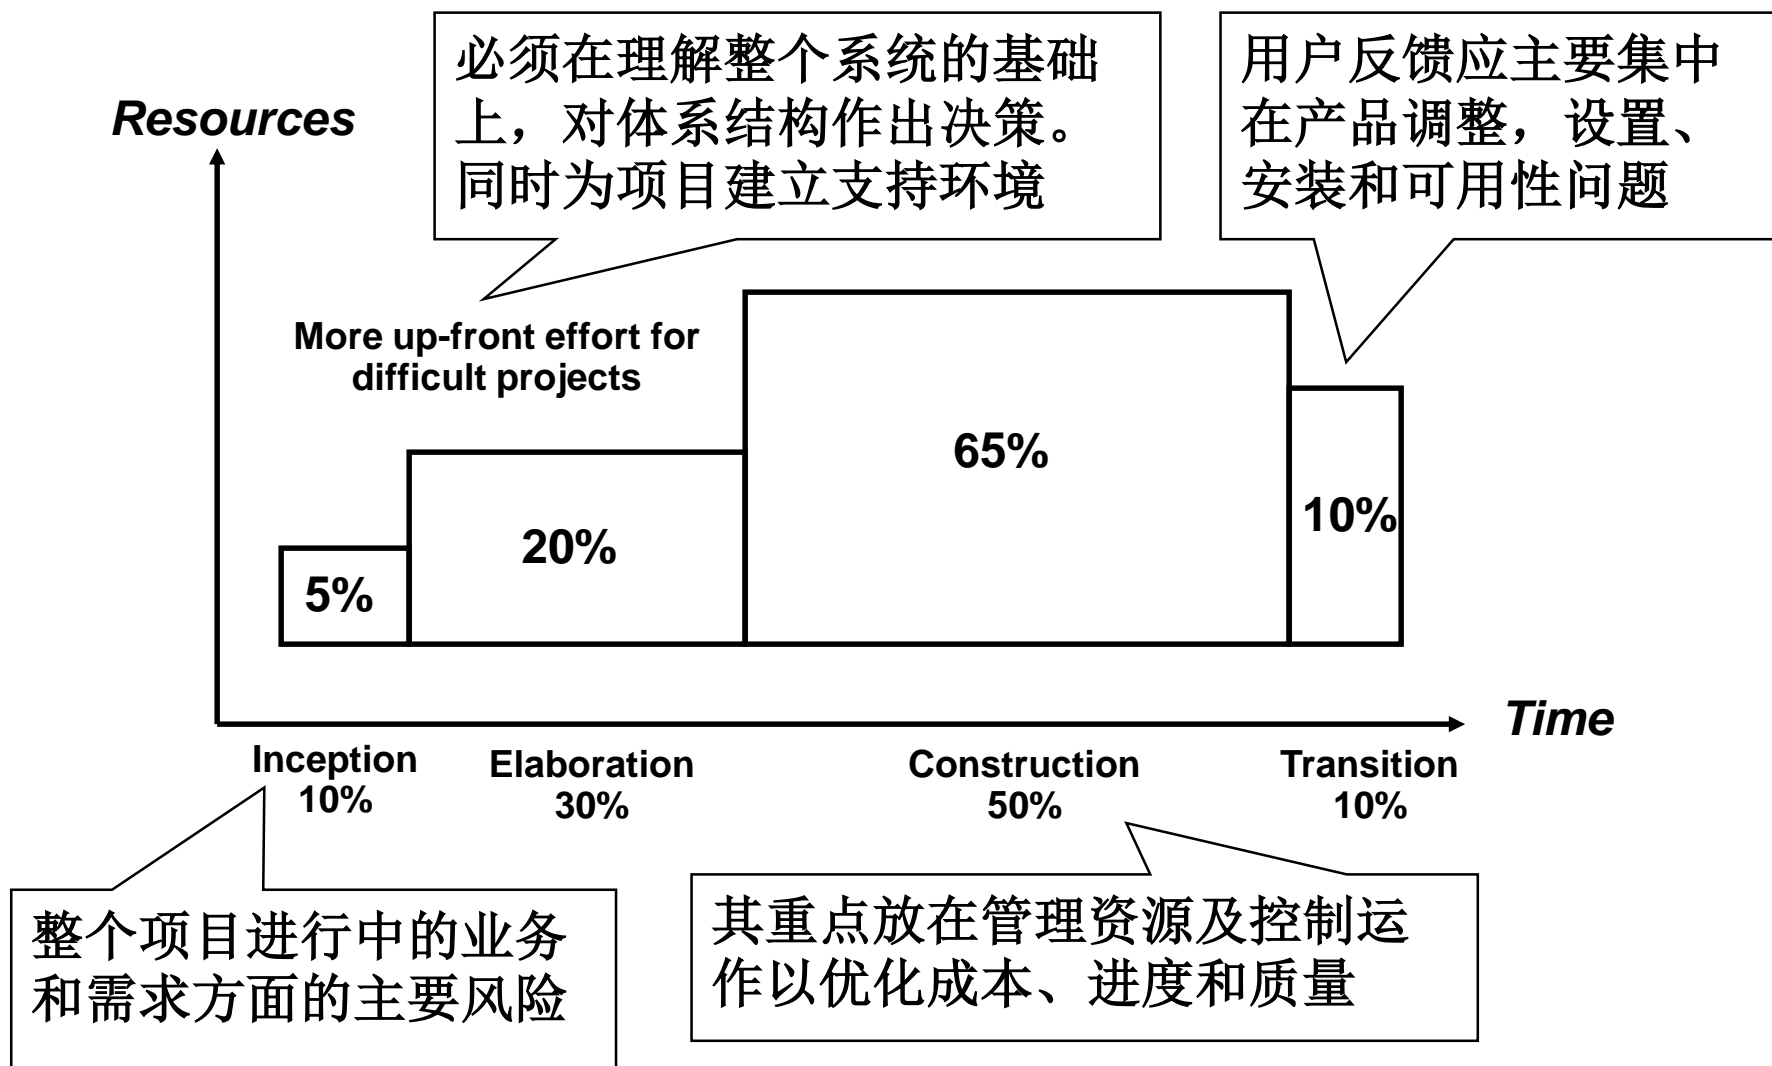 必须在理解整个系统的基础
上，对体系结构作出决策。
同时为项目建立支持环境
用户反馈应主要集中
在产品调整，设置、
安装和可用性问题
Resources
More up-front effort for
difficult projects
5%
20%
65%
10%
Time
Inception
10%
Elaboration
30%
Construction
50%
Transition
10%
整个项目进行中的业务
和需求方面的主要风险
其重点放在管理资源及控制运
作以优化成本、进度和质量